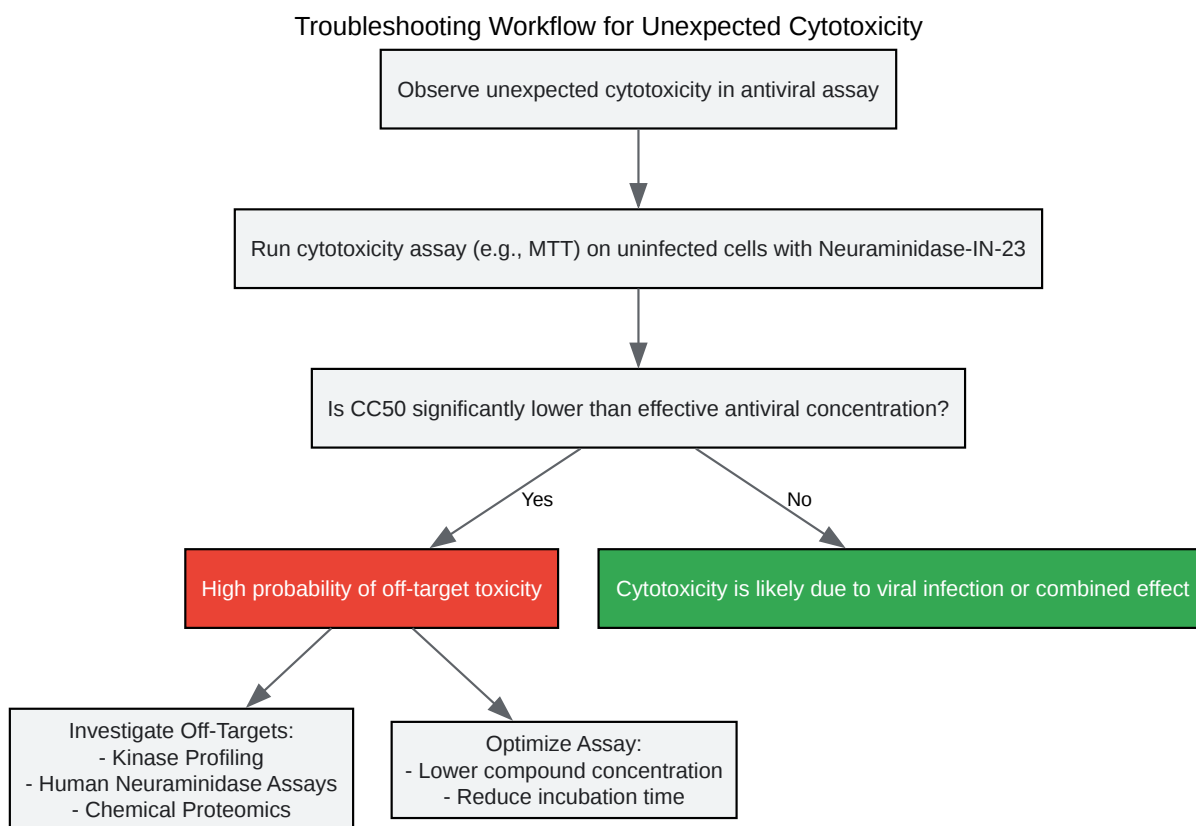 Troubleshooting Workflow for Unexpected Cytotoxicity
Observe unexpected cytotoxicity in antiviral assay
Run cytotoxicity assay (e.g., MTT) on uninfected cells with Neuraminidase-IN-23
Is CC50 significantly lower than effective antiviral concentration?
Yes
No
High probability of off-target toxicity
Cytotoxicity is likely due to viral infection or combined effect
Investigate Off-Targets:
- Kinase Profiling
- Human Neuraminidase Assays
- Chemical Proteomics
Optimize Assay:
- Lower compound concentration
- Reduce incubation time